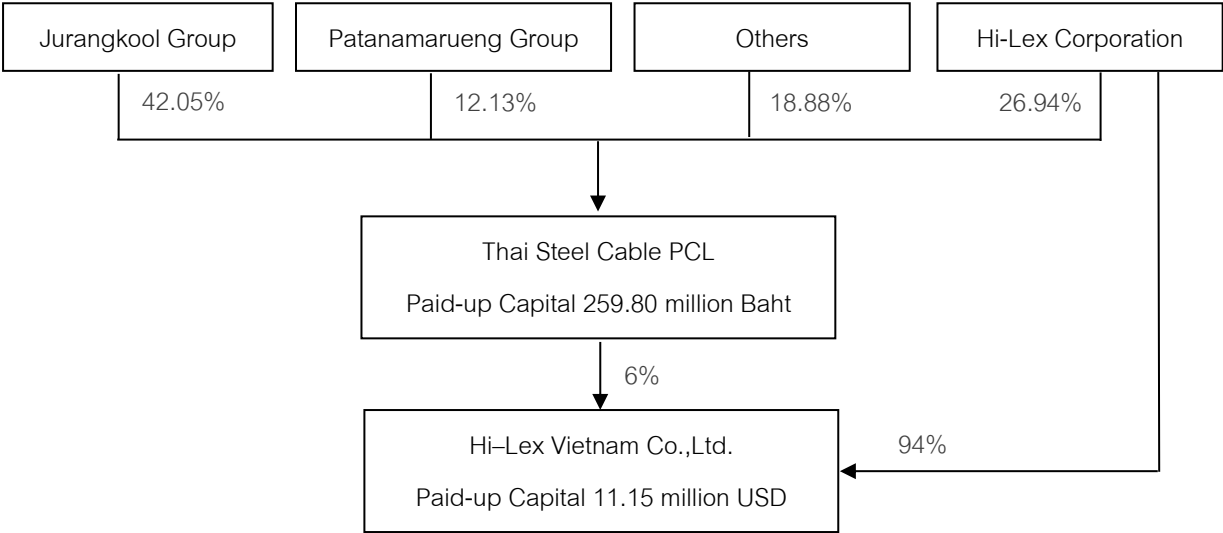 Jurangkool Group
Patanamarueng Group
Others
Hi-Lex Corporation
42.05%
12.13%
18.88%
26.94%
Thai Steel Cable PCL
Paid-up Capital 259.80 million Baht
6%
Hi–Lex Vietnam Co.,Ltd.
94%
Paid-up Capital 11.15 million USD